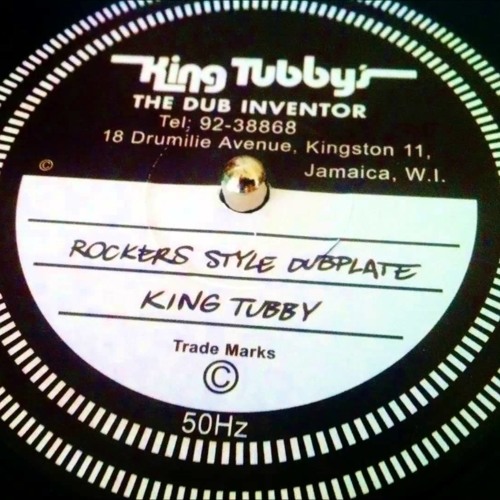 King Tubby's
THE DUB INVENTOR
Tel; 92-38868
18 Drumilie Avenue, Kingston 11,
Jamaica, W.I.
©
ROCKERS STYLE DUBPLATE
KING TUBBY
Trade Marks
©
50Hz